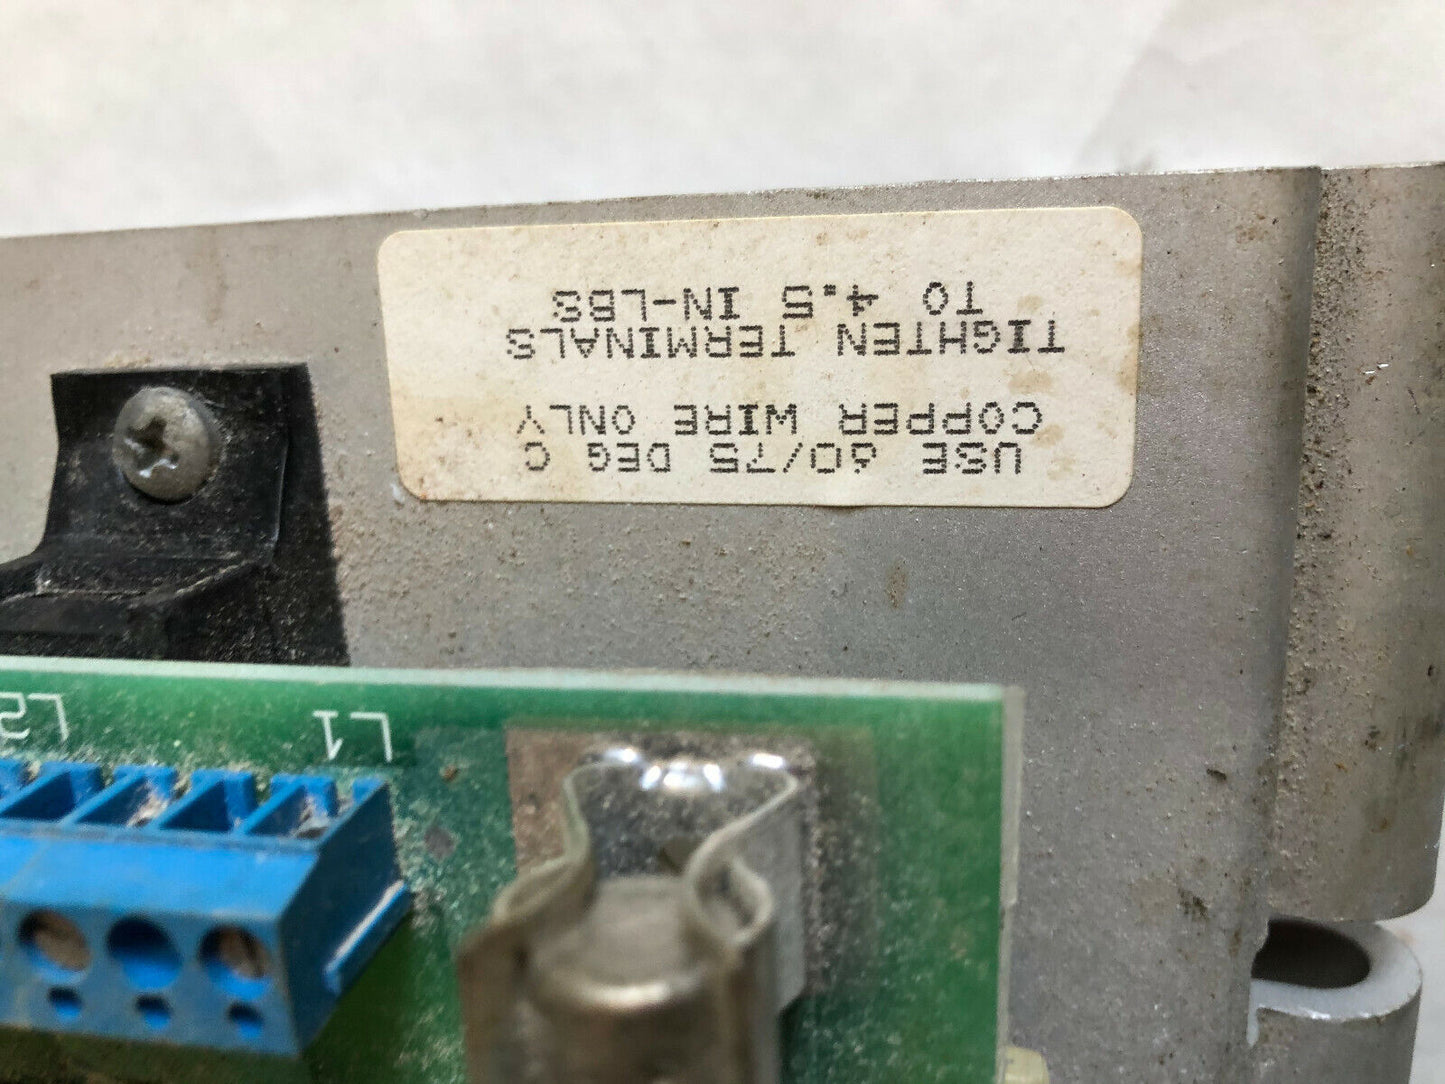 USE 60/75 DEG C
COPPER WIRE ONLY
TIGHTEN TERMINALS
TO 4.5 IN-LBS
L1
L2